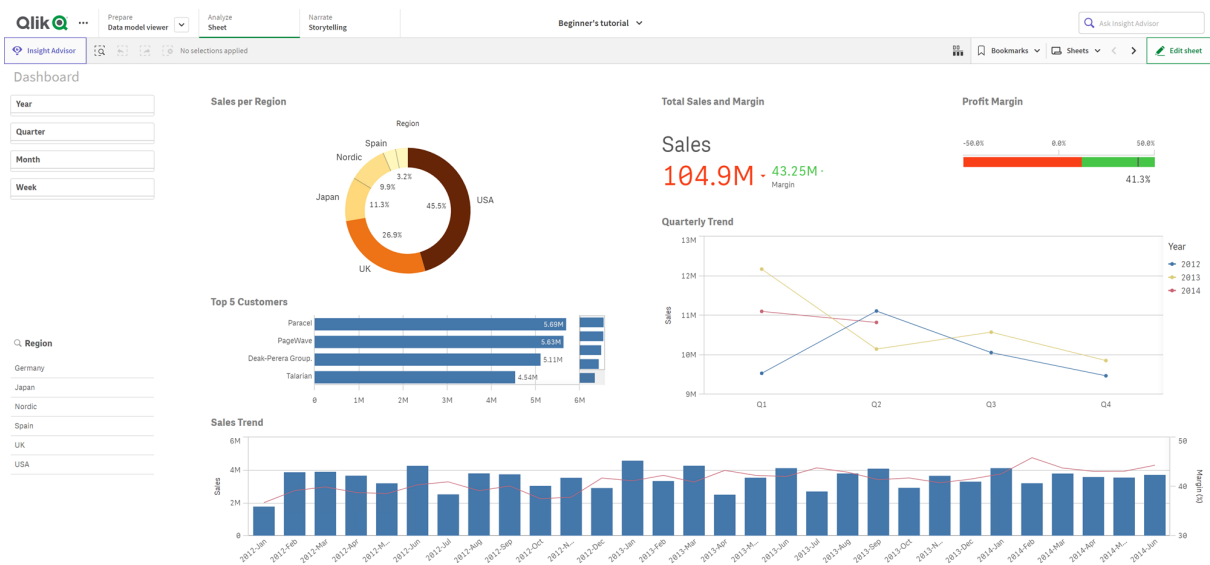 Qlik
Prepare
Data model viewer
Analyze
Sheet
Narrate
Storytelling
Beginner's tutorial
Ask Insight Advisor
Insight Advisor
No selections applied
Bookmarks
Sheets
Edit sheet
Dashboard
Year
Quarter
Month
Week
Region
Germany
Japan
Nordic
Spain
UK
USA
Sales per Region
Region
Spain
Nordic
Japan
UK
USA
3.2%
9.9%
11.3%
26.9%
45.5%
Total Sales and Margin
Sales
104.9M
43.25M
Margin
Profit Margin
-50.0%
0.0%
50.0%
41.3%
Quarterly Trend
Sales
13M
12M
11M
10M
9M
Q1
Q2
Q3
Q4
Year
2012
2013
2014
Top 5 Customers
Paracel
5.69M
PageWave
5.63M
Deak-Perera Group.
5.11M
Talarian
4.54M
0
1M
2M
3M
4M
5M
6M
Sales Trend
Sales
6M
4M
2M
0
50
40
30
Margin (%)
2012-Jan
2012-Feb
2012-Mar
2012-Apr
2012-M...
2012-Jun
2012-Jul
2012-Aug
2012-Sep
2012-Oct
2012-N...
2012-Dec
2013-Jan
2013-Feb
2013-Mar
2013-Apr
2013-M...
2013-Jun
2013-Jul
2013-Aug
2013-Sep
2013-Oct
2013-N...
2013-Dec
2014-Jan
2014-Feb
2014-Mar
2014-Apr
2014-M...
2014-Jun